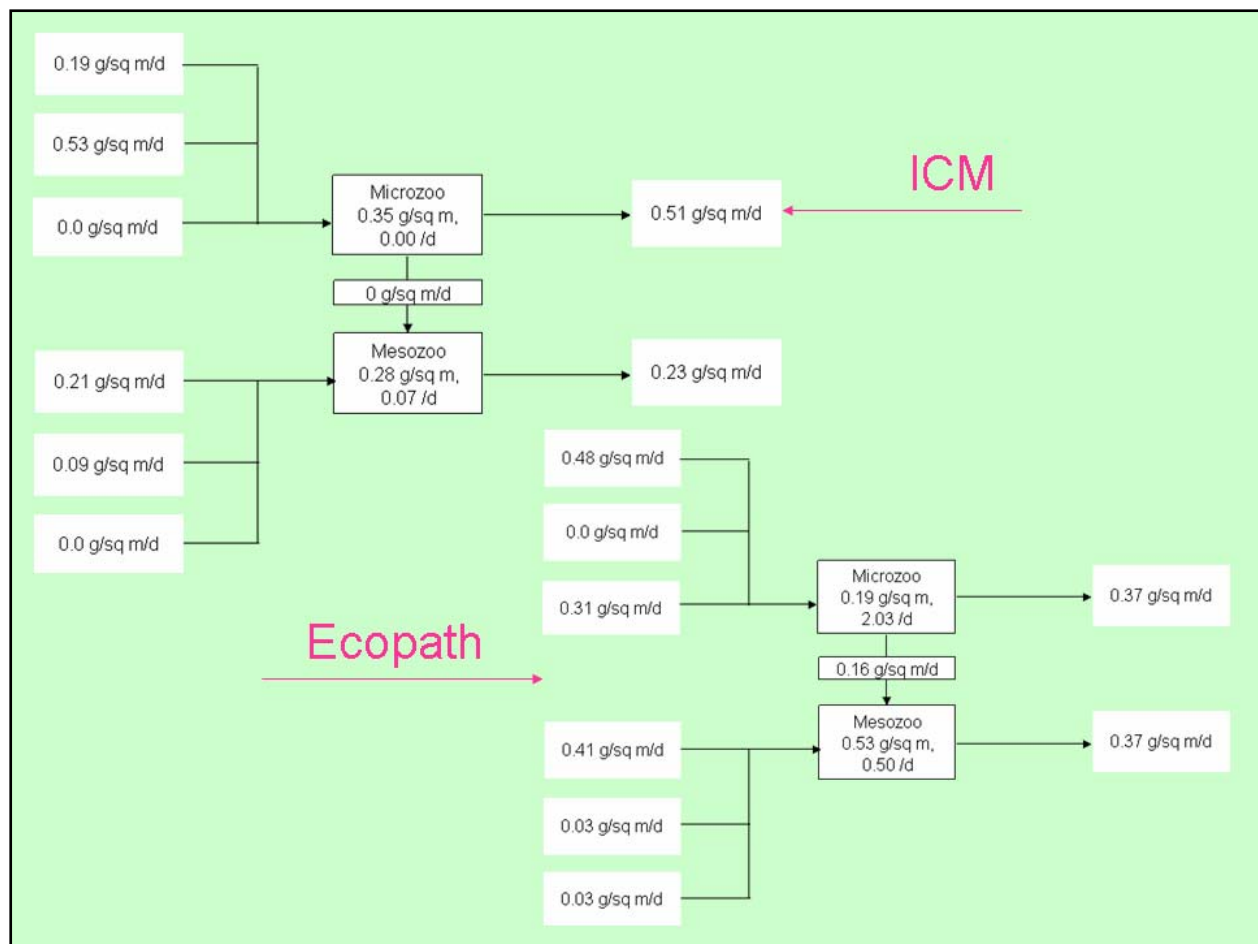 0.19 g/sq m/d
0.53 g/sq m/d
0.0 g/sq m/d
Microzoo
0.35 g/sq m,
0.00 /d
0.51 g/sq m/d
ICM
0 g/sq m/d
Mesozoo
0.28 g/sq m,
0.07 /d
0.23 g/sq m/d
0.21 g/sq m/d
0.09 g/sq m/d
0.0 g/sq m/d
Ecopath
0.48 g/sq m/d
0.0 g/sq m/d
0.31 g/sq m/d
Microzoo
0.19 g/sq m,
2.03 /d
0.37 g/sq m/d
0.16 g/sq m/d
Mesozoo
0.53 g/sq m,
0.50 /d
0.37 g/sq m/d
0.41 g/sq m/d
0.03 g/sq m/d
0.03 g/sq m/d